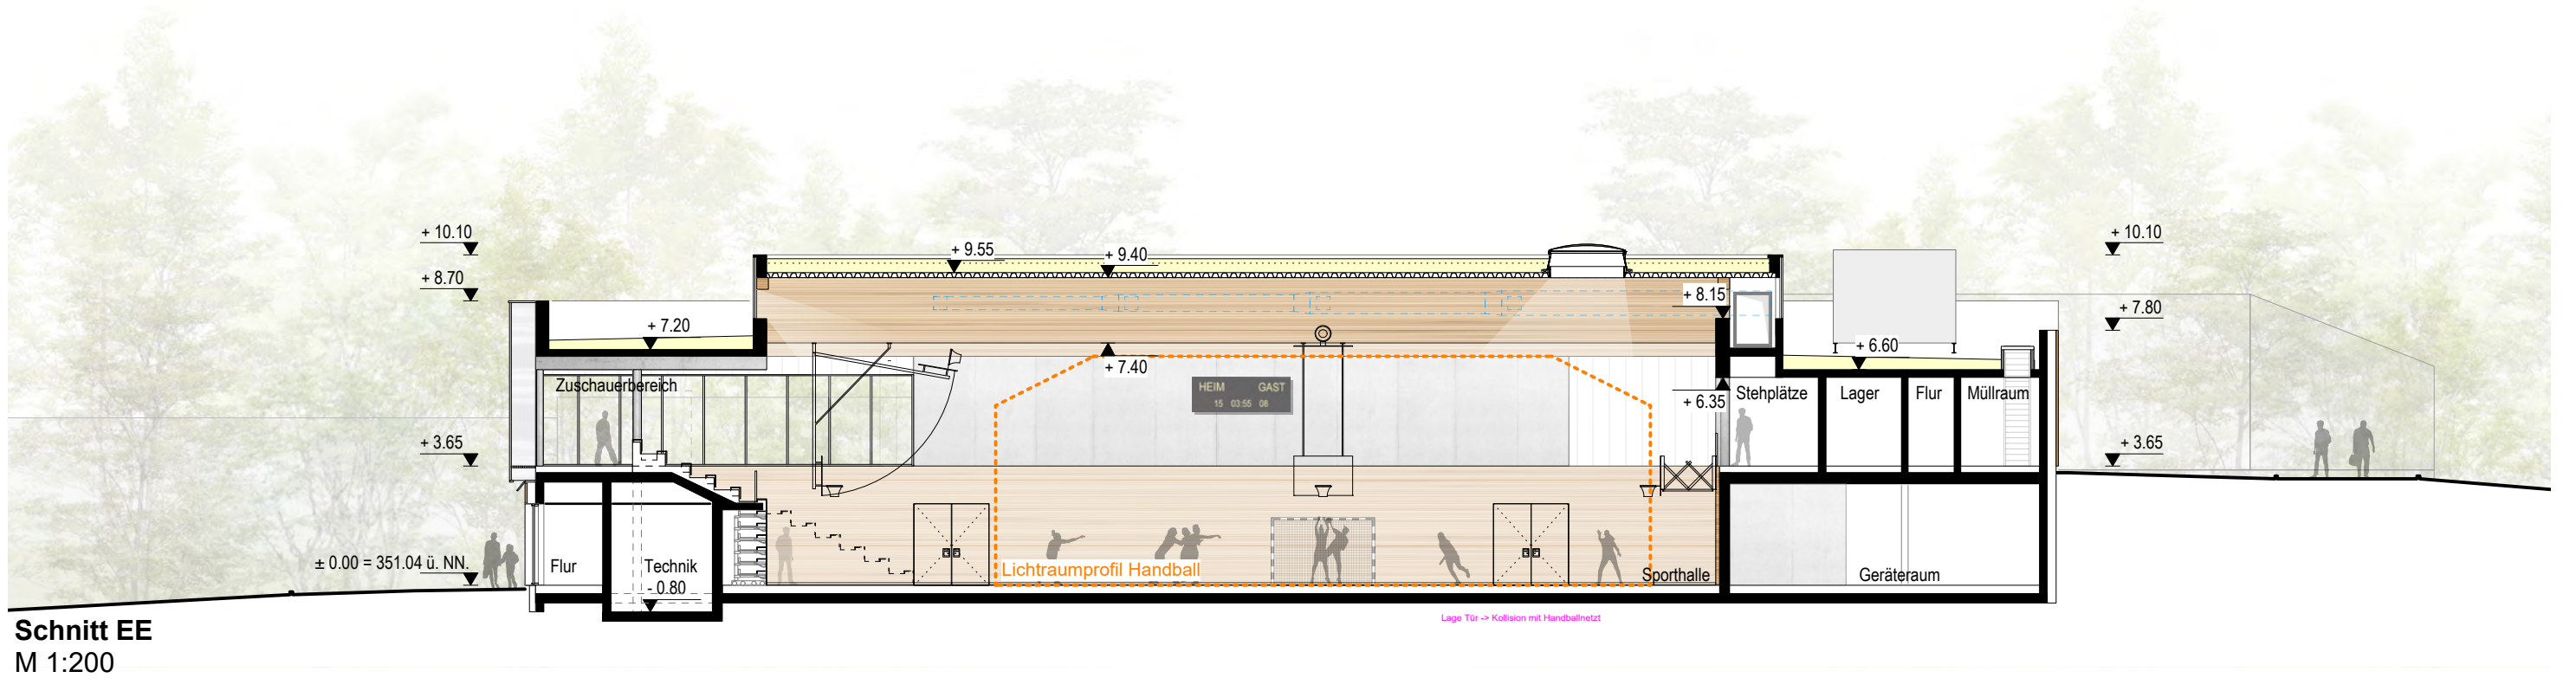 + 10.10
+ 10.10
+ 9.55
+ 9.40
+ 8.70
+ 8.15
+ 7.80
+ 7.20
+ 6.60
+ 7.40
Zuschauerbereich
HEIM GAST
15 03:55 08
+ 6.35
Stehplätze
Lager
Flur
Müllraum
+ 3.65
+ 3.65
± 0.00 = 351.04 ü. NN.
Flur
Technik
- 0.80
Lichtraumprofil Handball
Sporthalle
Geräteraum
Lage Tür -> Kollision mit Handballnetzt
Schnitt EE
M 1:200